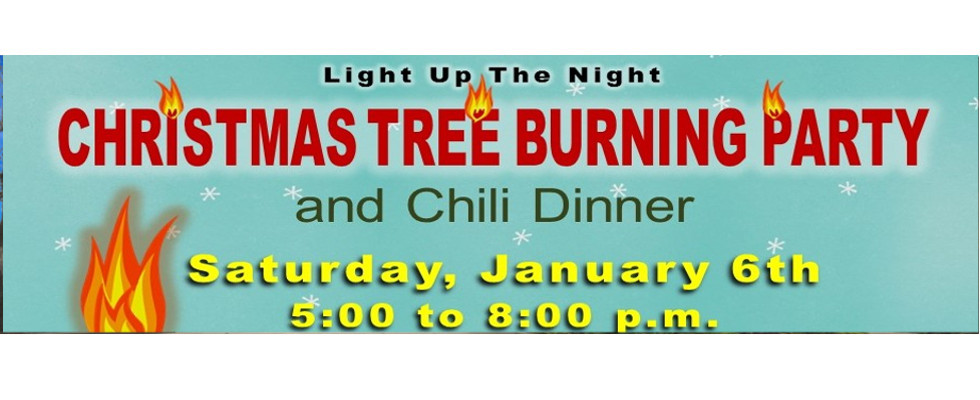 Light Up The Night
CHRISTMAS TREE BURNING PARTY
and Chili Dinner
Saturday, January 6th
5:00 to 8:00 p.m.